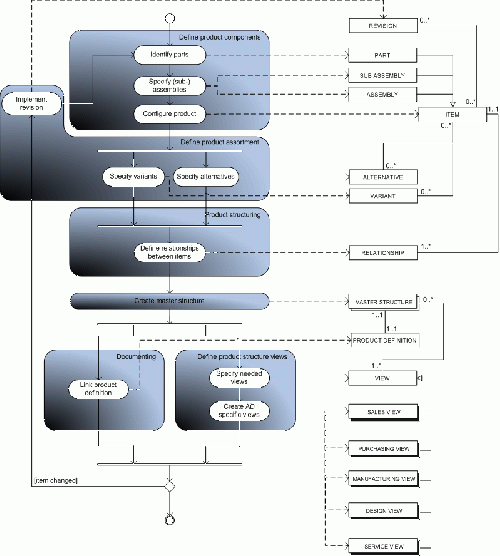 REVISION
0..*
Define product components
Identify parts
PART
Specify (sub-)
assemblies
SUB ASSEMBLY
ASSEMBLY
Implement
revision
0..*
1..1
Configure product
ITEM
0..*
Define product assortment
0..*
Specify variants
Specify alternatives
ALTERNATIVE
VARIANT
0..*
Product structuring
Define relationships
between items
RELATIONSHIP
1..*
Create master structure
MASTER STRUCTURE
0..*
1..1
1..1
PRODUCT DEFINITION
Documenting
Define product structure views
1..*
Specify needed
views
VIEW
Link product
definition
Create AD
specific views
SALES VIEW
PURCHASING VIEW
[item changed]
MANUFACTURING VIEW
DESIGN VIEW
SERVICE VIEW